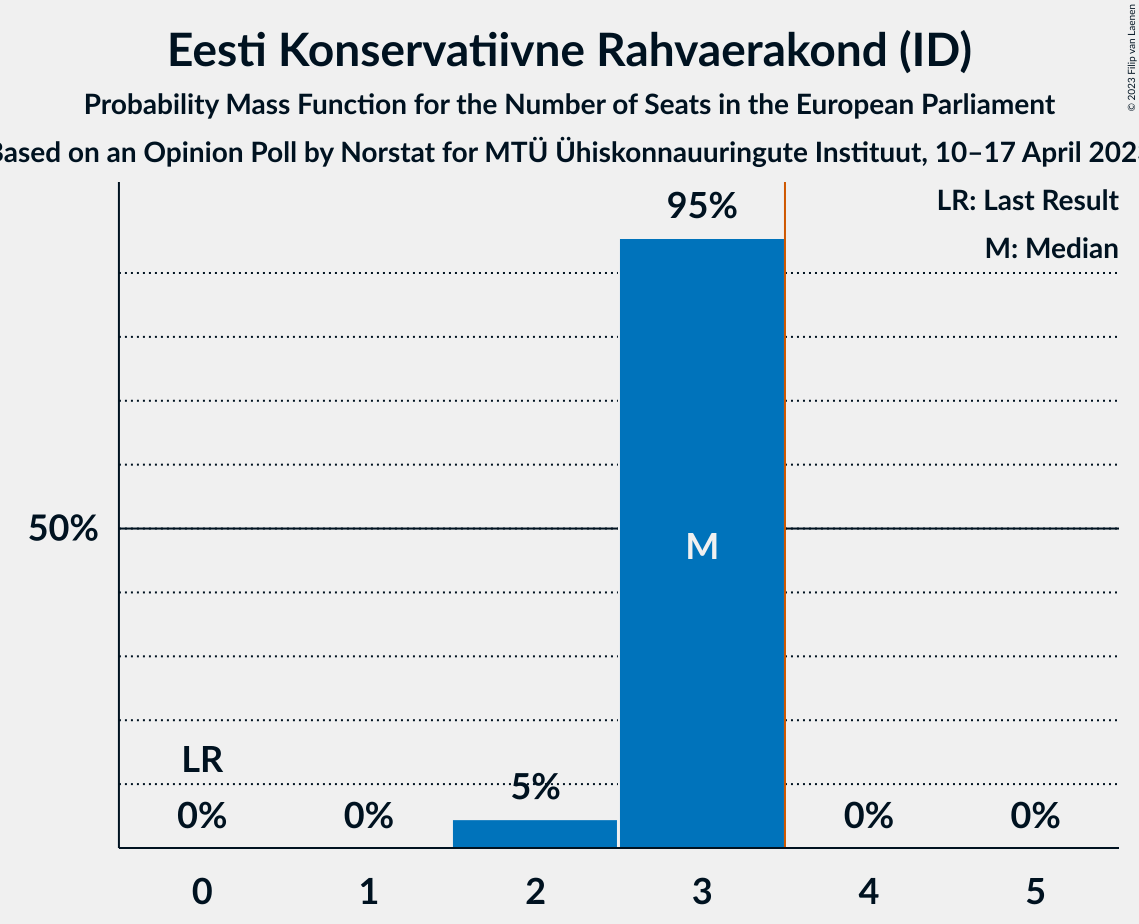 Eesti Konservatiivne Rahvaerakond (ID)
Probability Mass Function for the Number of Seats in the European Parliament
Based on an Opinion Poll by Norstat for MTÜ Ühiskonnauuringute Instituut, 10–17 April 2023
© 2023 Filip van Laenen
LR: Last Result
M: Median
95%
50%
M
LR
5%
0% 0% 0% 0%
0 1 2 3 4 5